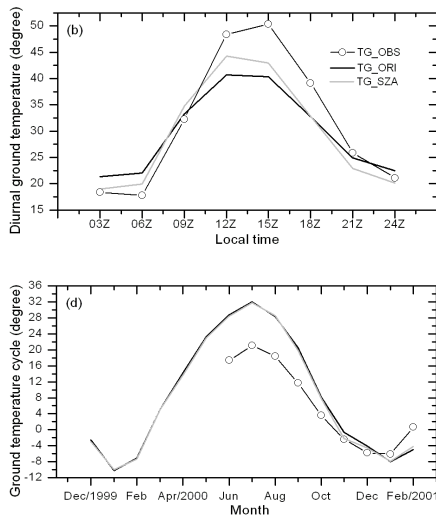 Diurnal ground temperature (degree)
50
45
40
35
30
25
20
15
(b)
TG_OBS
TG_ORI
TG_SZA
03Z 06Z 09Z 12Z 15Z 18Z 21Z 24Z
Local time
Ground temperature cycle (degree)
36
32
28
24
20
16
12
8
4
0
-4
-8
-12
(d)
Dec/1999 Feb Apr/2000 Jun Aug Oct Dec Feb/2001
Month